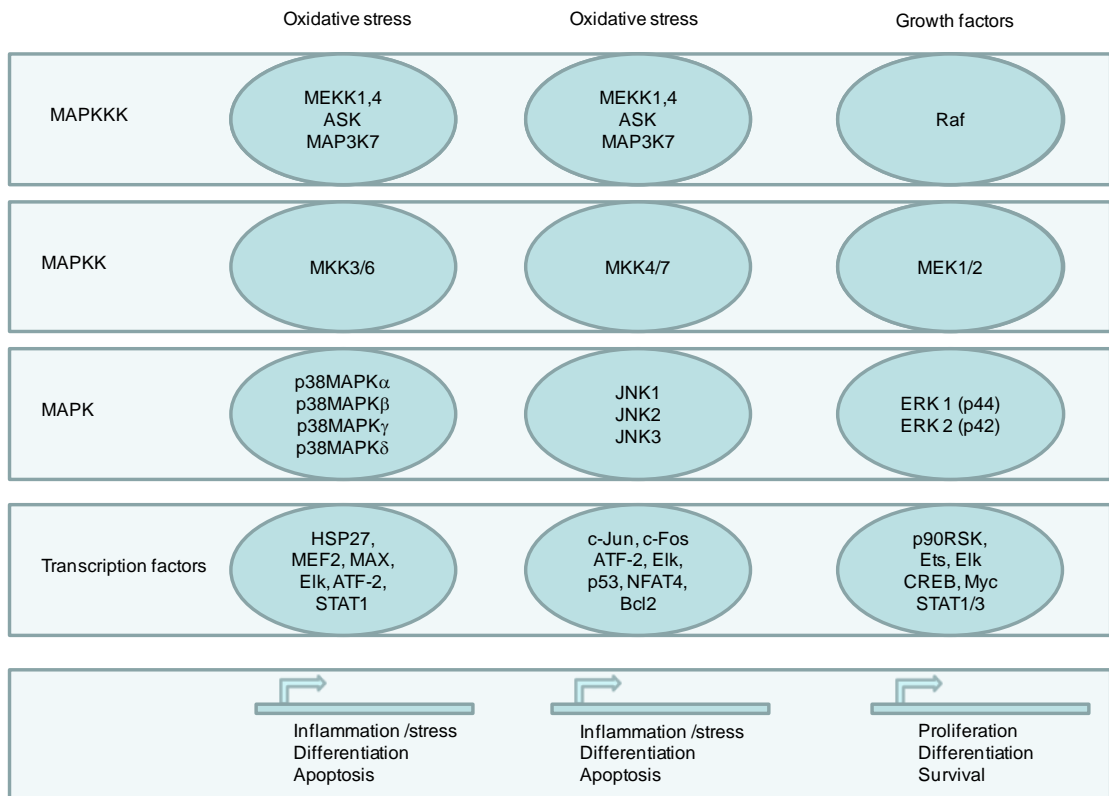 Oxidative stress
Oxidative stress
Growth factors
MAPKKK
MEKK1,4
ASK
MAP3K7
MEKK1,4
ASK
MAP3K7
Raf
MAPKK
MKK3/6
MKK4/7
MEK1/2
MAPK
p38MAPKα
p38MAPKβ
p38MAPKγ
p38MAPKδ
JNK1
JNK2
JNK3
ERK 1 (p44)
ERK 2 (p42)
Transcription factors
HSP27,
MEF2, MAX,
Elk, ATF-2,
STAT1
c-Jun, c-Fos
ATF-2, Elk,
p53, NFAT4,
Bcl2
p90RSK,
Ets, Elk
CREB, Myc
STAT1/3
Inflammation /stress
Differentiation
Apoptosis
Inflammation /stress
Differentiation
Apoptosis
Proliferation
Differentiation
Survival